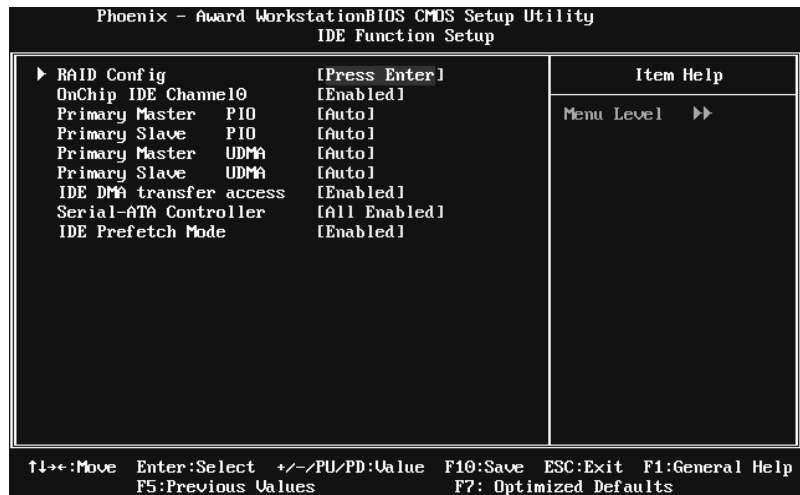 Phoenix - Award WorkstationBIOS CMOS Setup Utility
IDE Function Setup
▶ RAID Config [Press Enter]
OnChip IDE Channel0 [Enabled]
Primary Master PIO [Auto]
Primary Slave PIO [Auto]
Primary Master UDMA [Auto]
Primary Slave UDMA [Auto]
IDE DMA transfer access [Enabled]
Serial-ATA Controller [All Enabled]
IDE Prefetch Mode [Enabled]
Item Help
Menu Level ▶▶
↑↓→←:Move Enter:Select +/-/PU/PD:Value F10:Save ESC:Exit F1:General Help
F5:Previous Values F7: Optimized Defaults